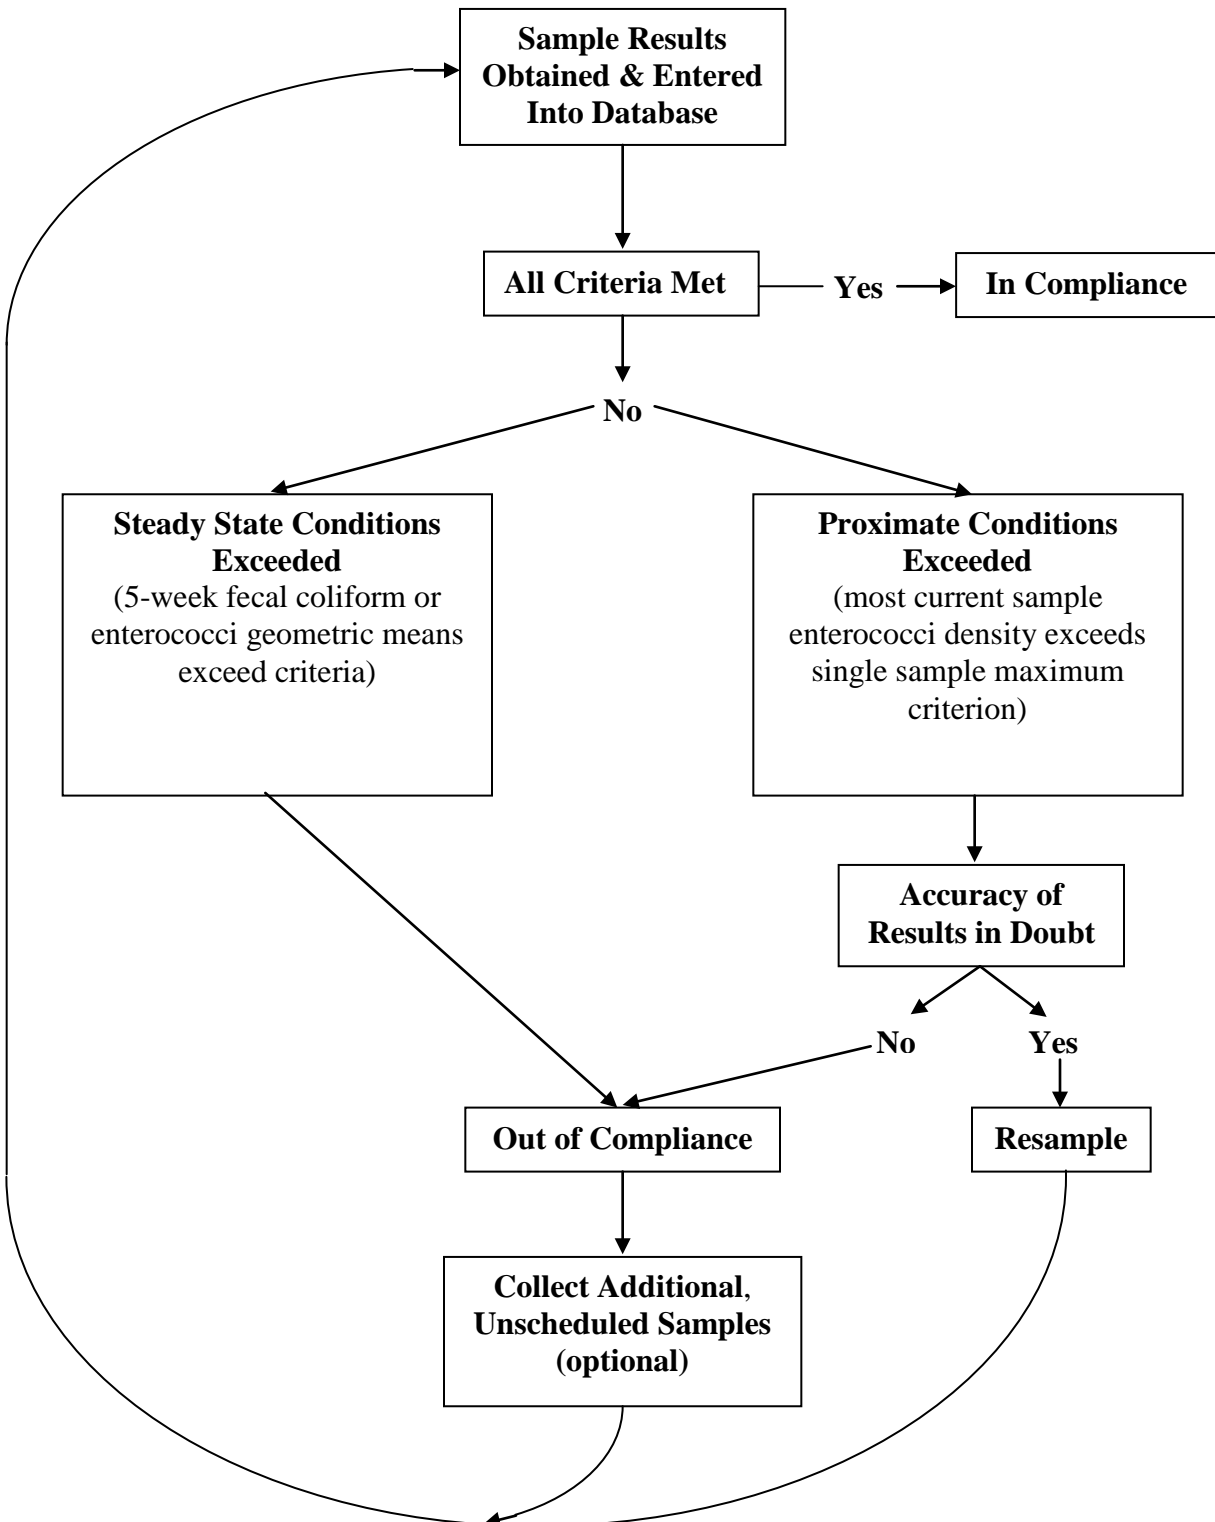 Sample Results
Obtained & Entered
Into Database
All Criteria Met
Yes
In Compliance
No
Steady State Conditions
Exceeded
(5-week fecal coliform or
enterococci geometric means
exceed criteria)
Proximate Conditions
Exceeded
(most current sample
enterococci density exceeds
single sample maximum
criterion)
Accuracy of
Results in Doubt
No
Yes
Out of Compliance
Resample
Collect Additional,
Unscheduled Samples
(optional)